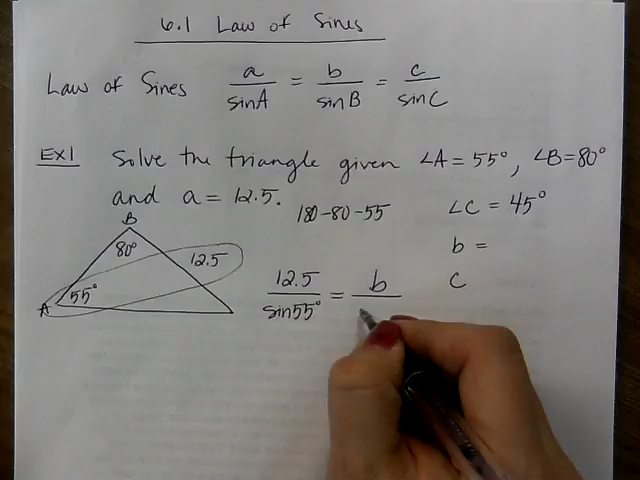 6.1 Law of Sines
Law of Sines a/sinA = b/sinB = c/sinC
EX1 Solve the triangle given ∠A = 55°, ∠B = 80°
and a = 12.5.
180-80-55
∠C = 45°
b =
c
B
80°
12.5
A 55°
12.5/sin55° = b/